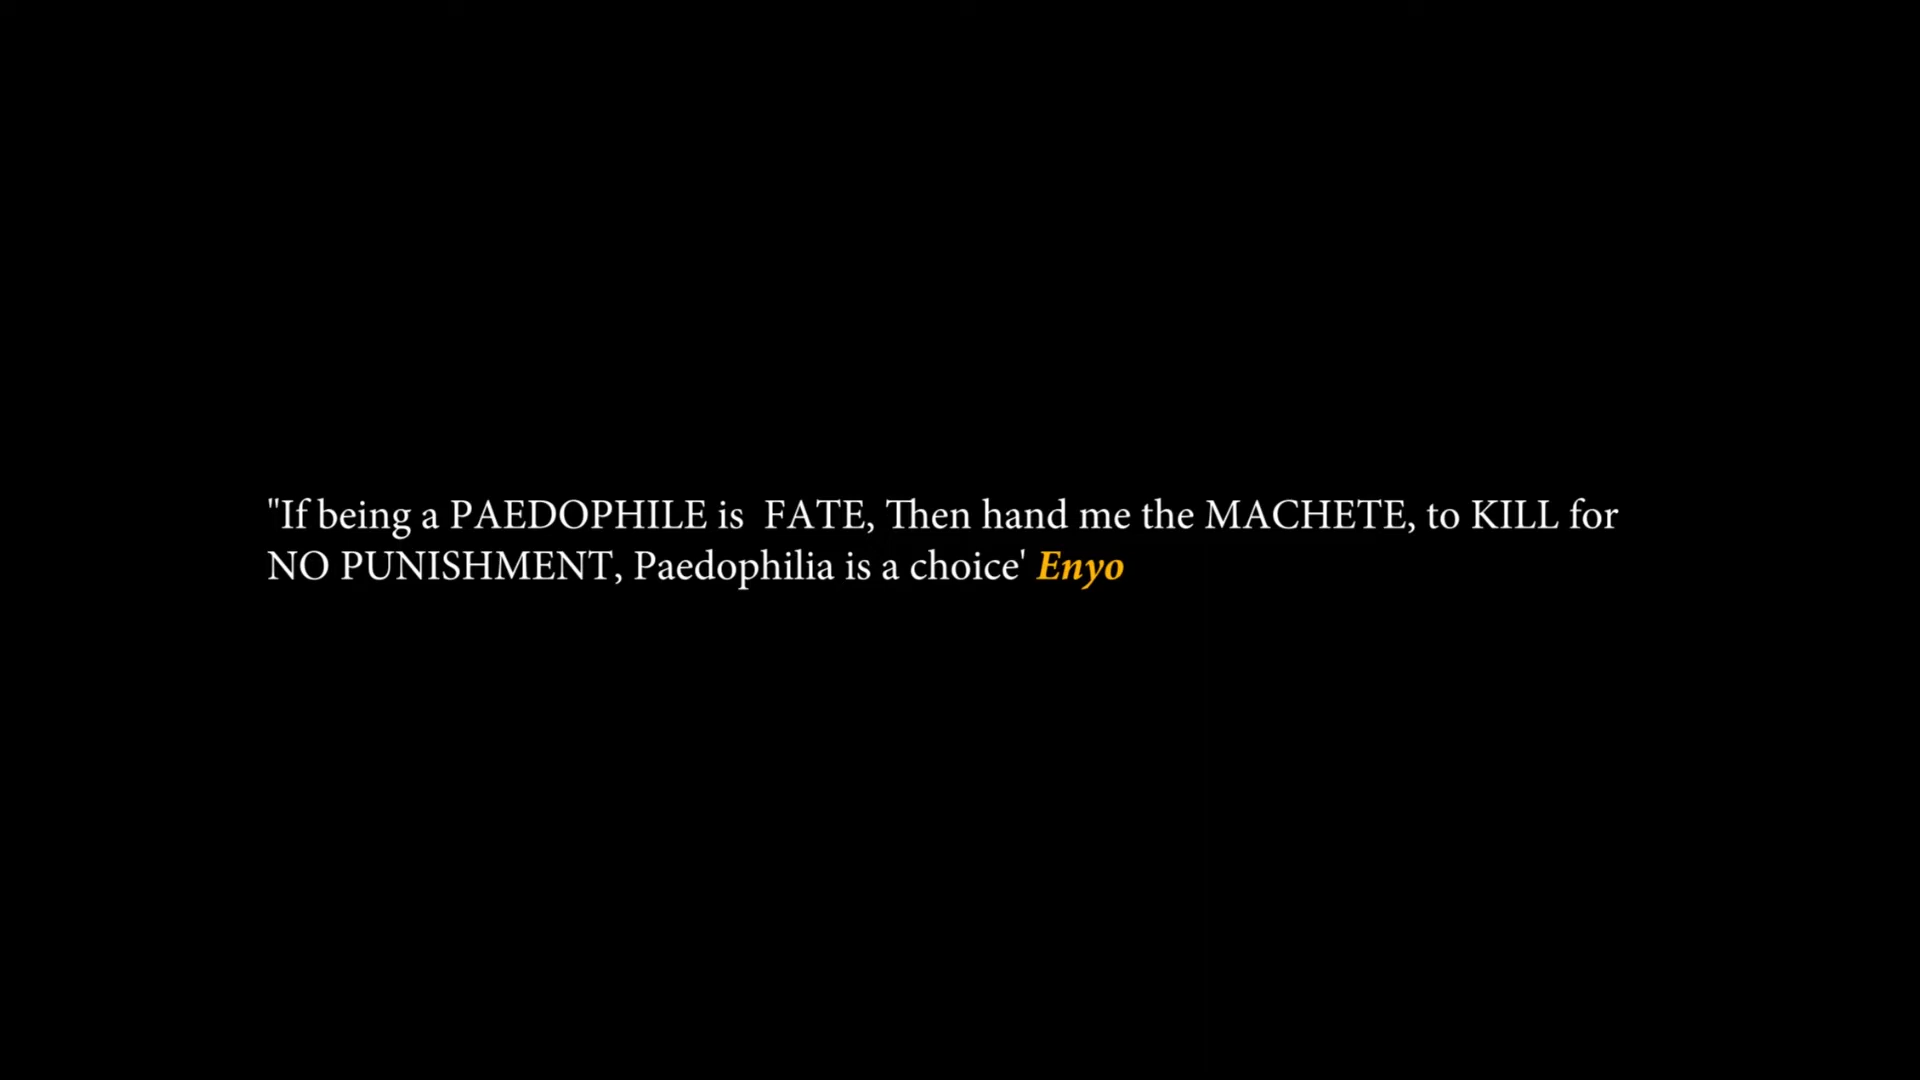 "If being a PAEDOPHILE is  FATE, Then hand me the MACHETE, to KILL for
NO PUNISHMENT, Paedophilia is a choice' Enyo